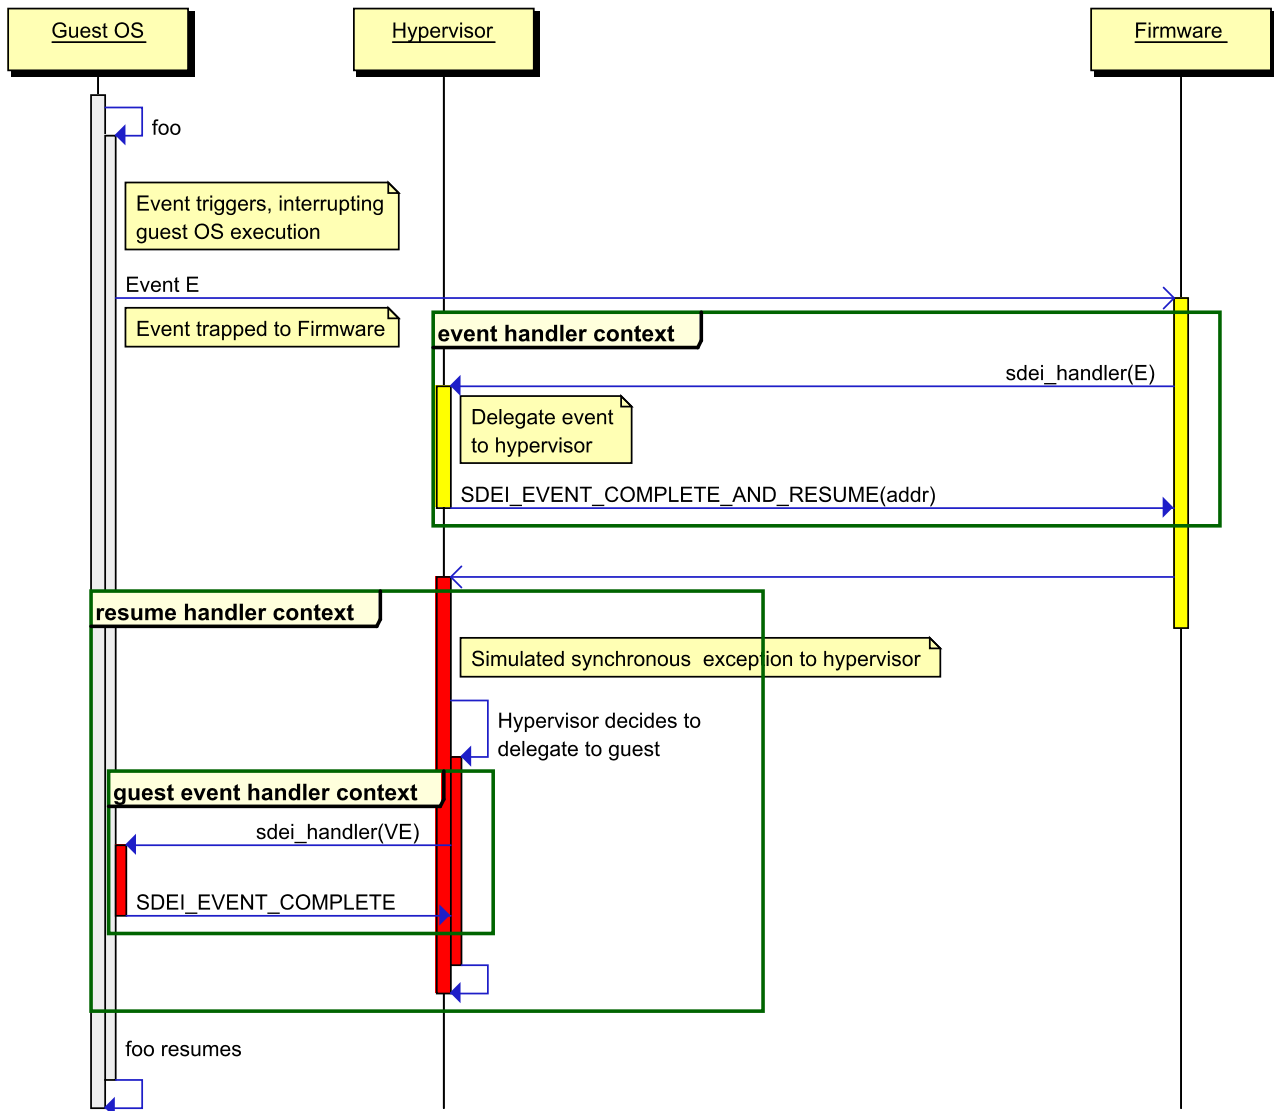 Guest OS
Hypervisor
Firmware
foo
Event triggers, interrupting
guest OS execution
Event E
Event trapped to Firmware
event handler context
sdei_handler(E)
Delegate event
to hypervisor
SDEI_EVENT_COMPLETE_AND_RESUME(addr)
resume handler context
Simulated synchronous  exception to hypervisor
Hypervisor decides to
delegate to guest
guest event handler context
sdei_handler(VE)
SDEI_EVENT_COMPLETE
foo resumes